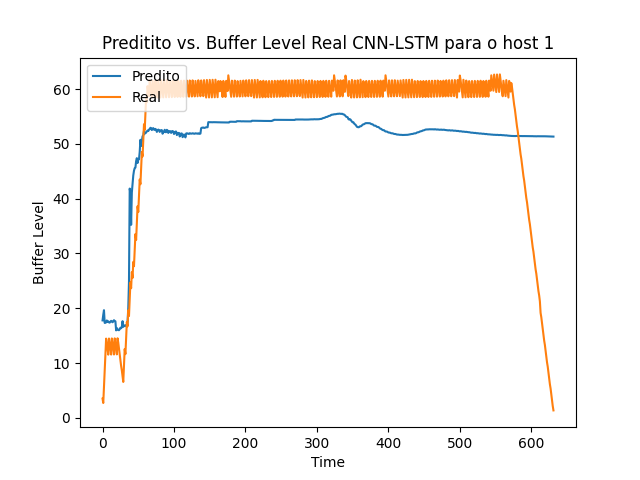 Preditito vs. Buffer Level Real CNN-LSTM para o host 1
Predito
Real
60
50
40
30
20
10
0
Buffer Level
0 100 200 300 400 500 600
Time